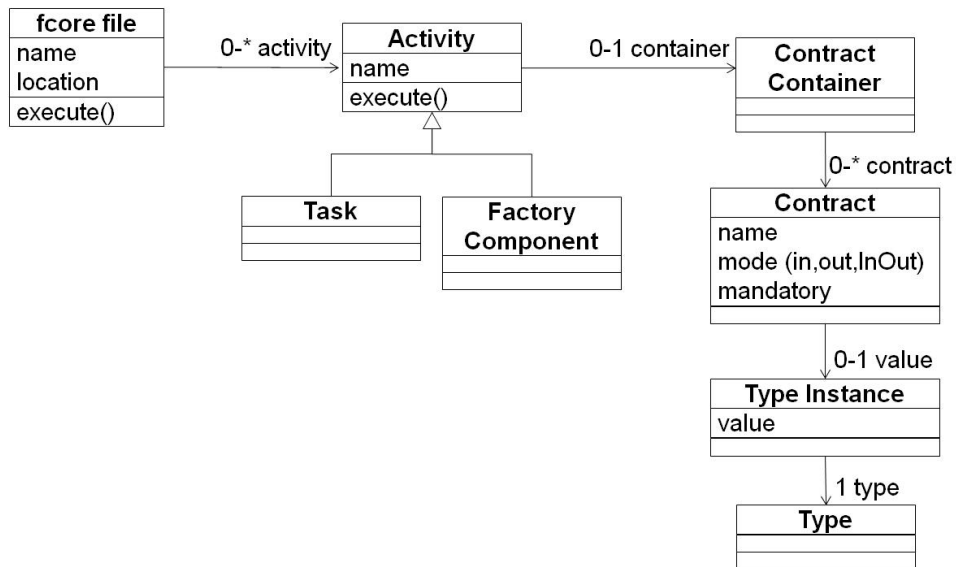 fcore file
name
location
execute()
0-* activity
Activity
name
execute()
0-1 container
Contract
Container
0-* contract
Task
Factory
Component
Contract
name
mode (in,out,InOut)
mandatory
0-1 value
Type Instance
value
1 type
Type